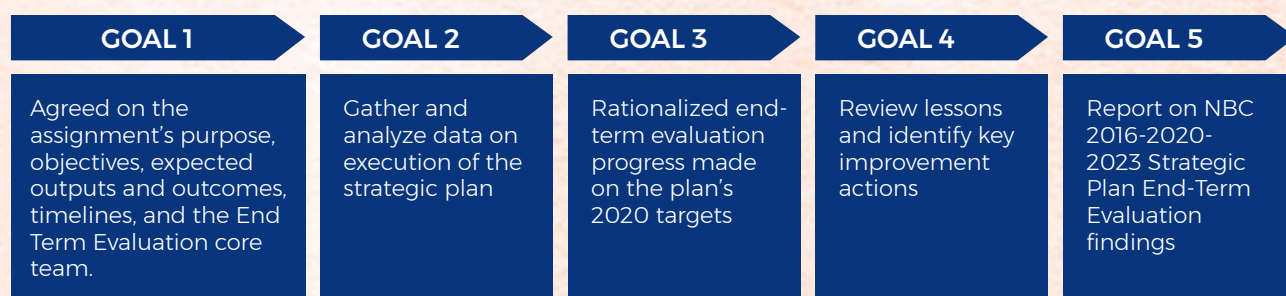 GOAL 1
Agreed on the
assignment's purpose,
objectives, expected
outputs and outcomes,
timelines, and the End
Term Evaluation core
team.
GOAL 2
Gather and
analyze data on
execution of the
strategic plan
GOAL 3
Rationalized end-
term evaluation
progress made
on the plan's
2020 targets
GOAL 4
Review lessons
and identify key
improvement
actions
GOAL 5
Report on NBC
2016-2020-
2023 Strategic
Plan End-Term
Evaluation
findings